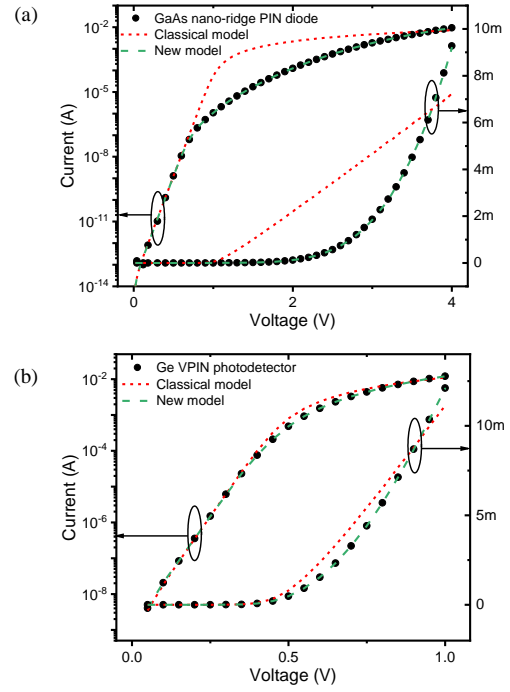 (a)
GaAs nano-ridge PIN diode
Classical model
New model
Current (A)
10⁻²
10⁻⁵
10⁻⁸
10⁻¹¹
10⁻¹⁴
10m
6m
4m
2m
0
0
2
4
Voltage (V)
(b)
Ge VPIN photodetector
Classical model
New model
Current (A)
10⁻²
10⁻⁴
10⁻⁶
10⁻⁸
10m
5m
0
0.0
0.5
1.0
Voltage (V)